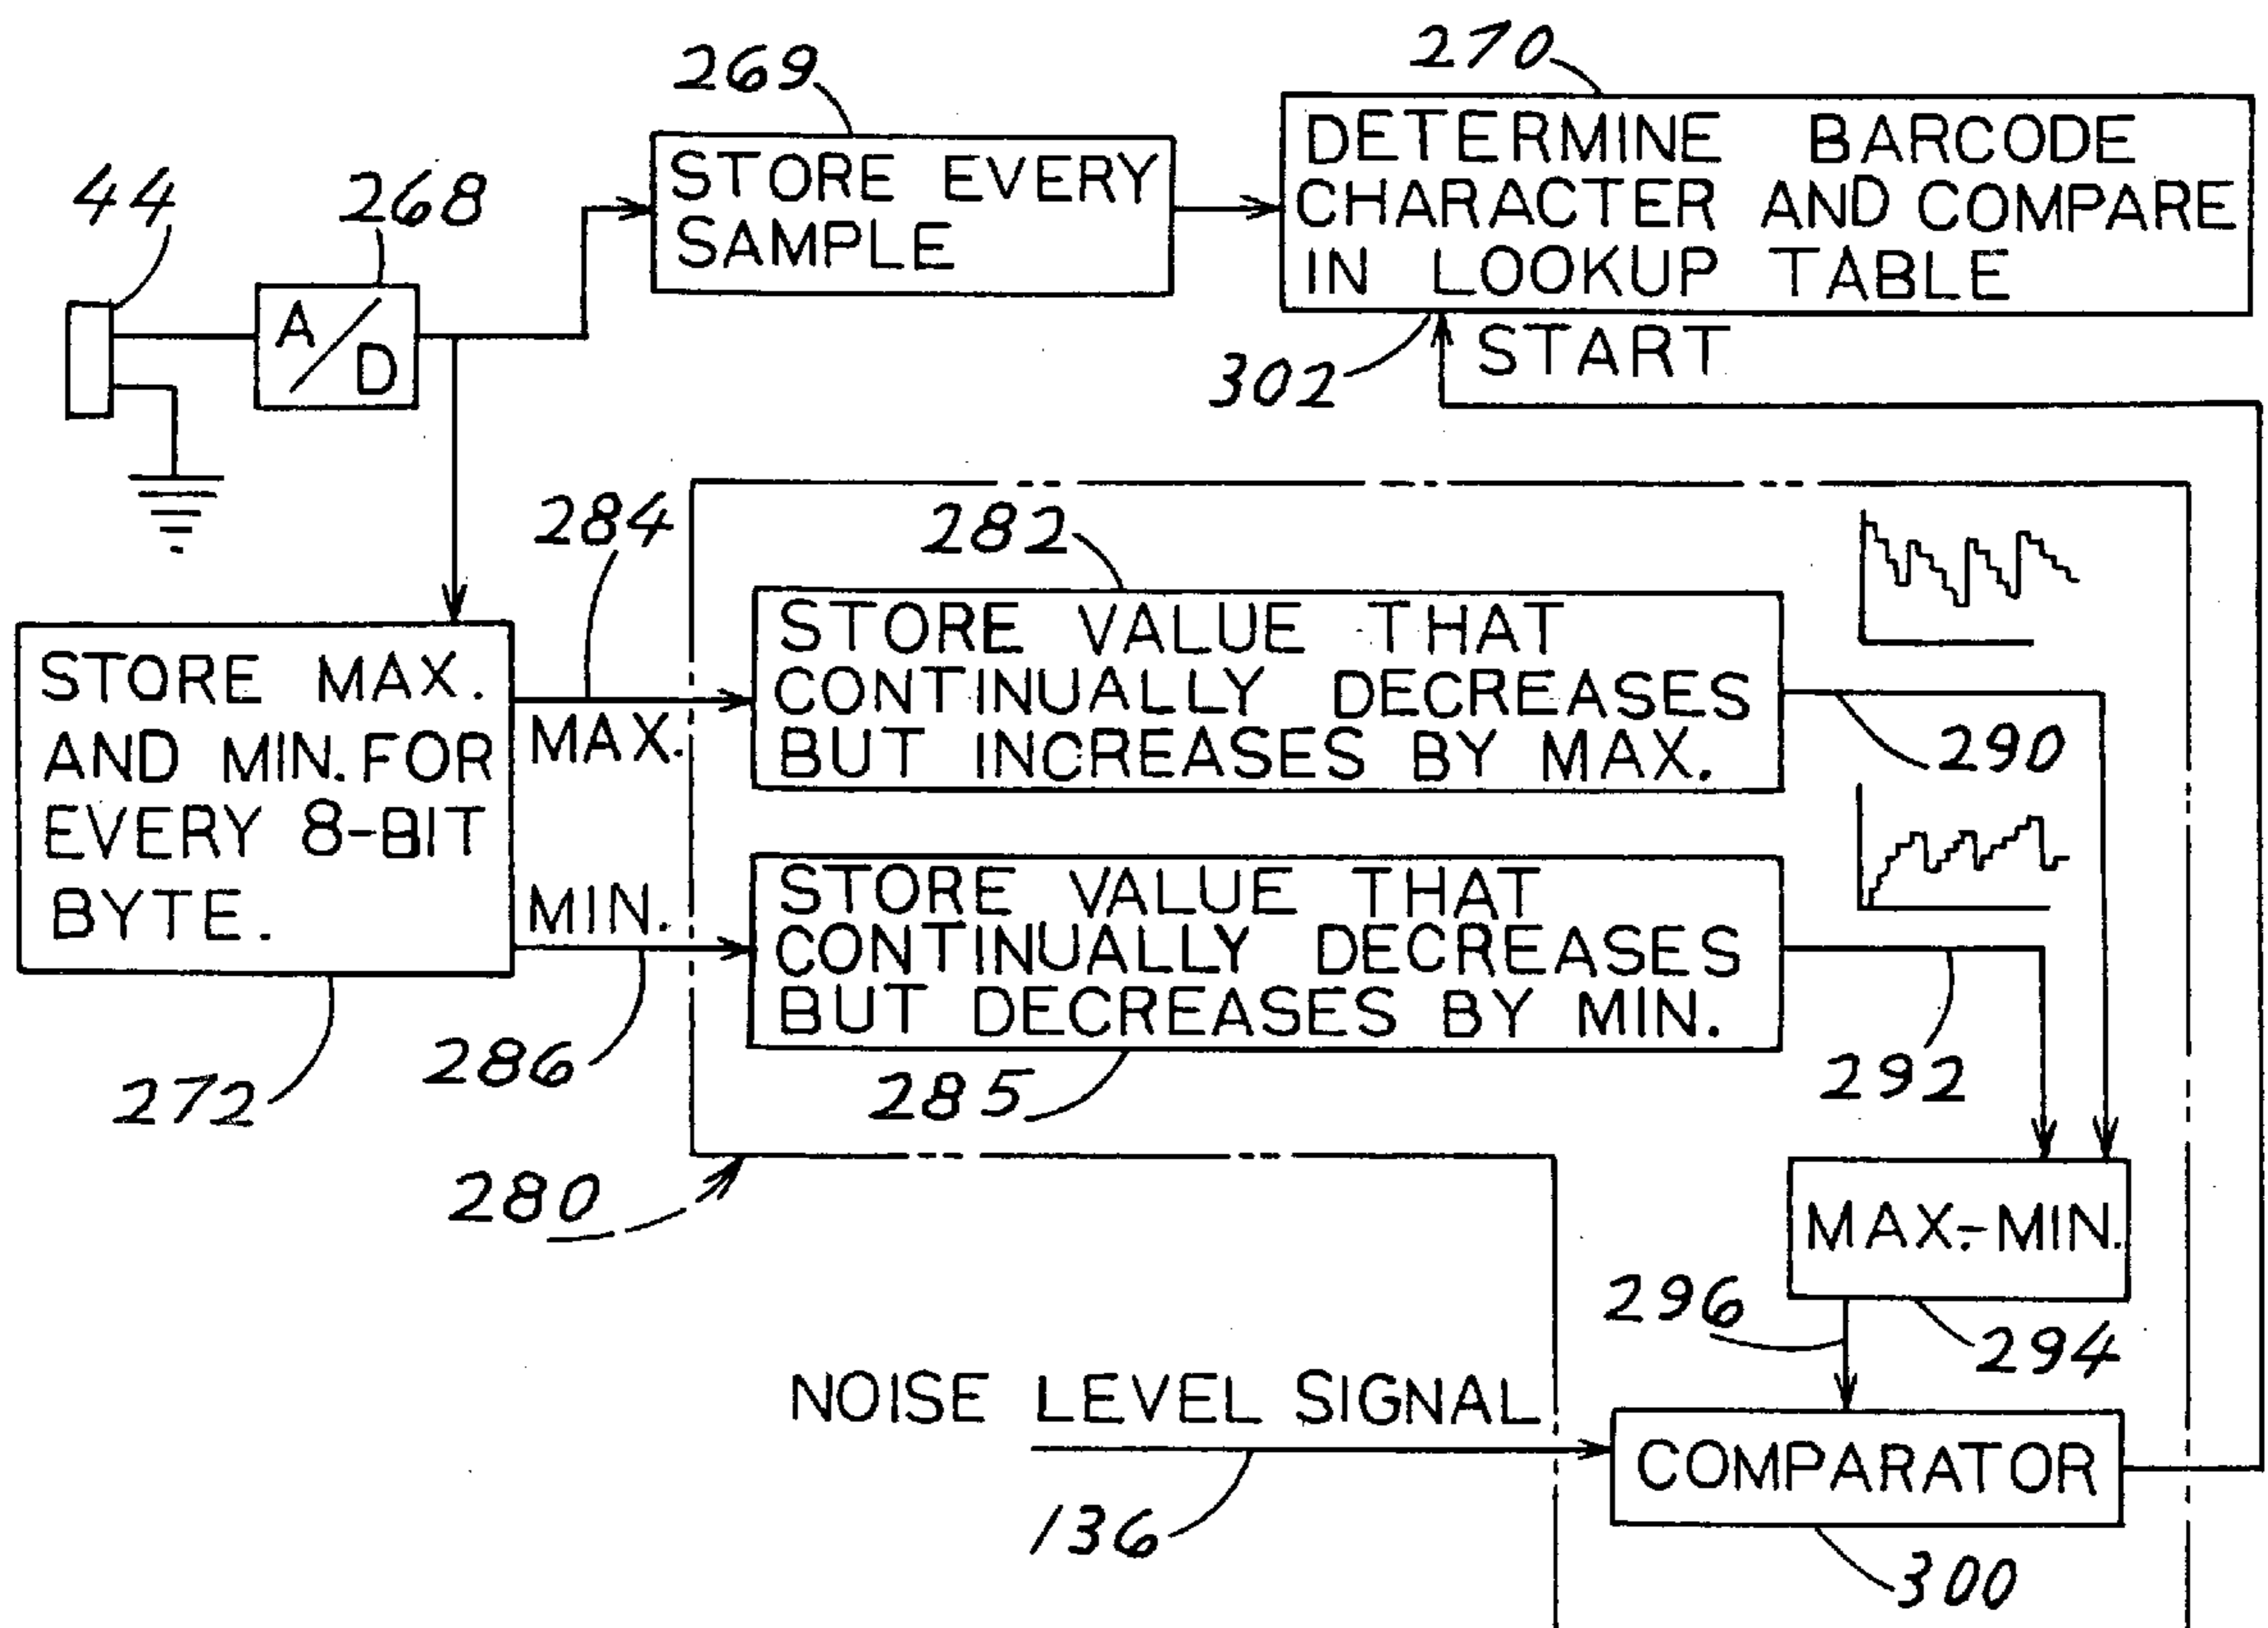 269
270
44
268
STORE EVERY
SAMPLE
DETERMINE BARCODE
CHARACTER AND COMPARE
IN LOOKUP TABLE
A/D
302
START
284
282
STORE MAX.
AND MIN. FOR
EVERY 8-BIT
BYTE.
MAX.
STORE VALUE THAT
CONTINUALLY DECREASES
BUT INCREASES BY MAX.
290
MIN.
STORE VALUE THAT
CONTINUALLY DECREASES
BUT DECREASES BY MIN.
272
286
285
292
280
MAX.-MIN.
296
294
NOISE LEVEL SIGNAL
136
COMPARATOR
300